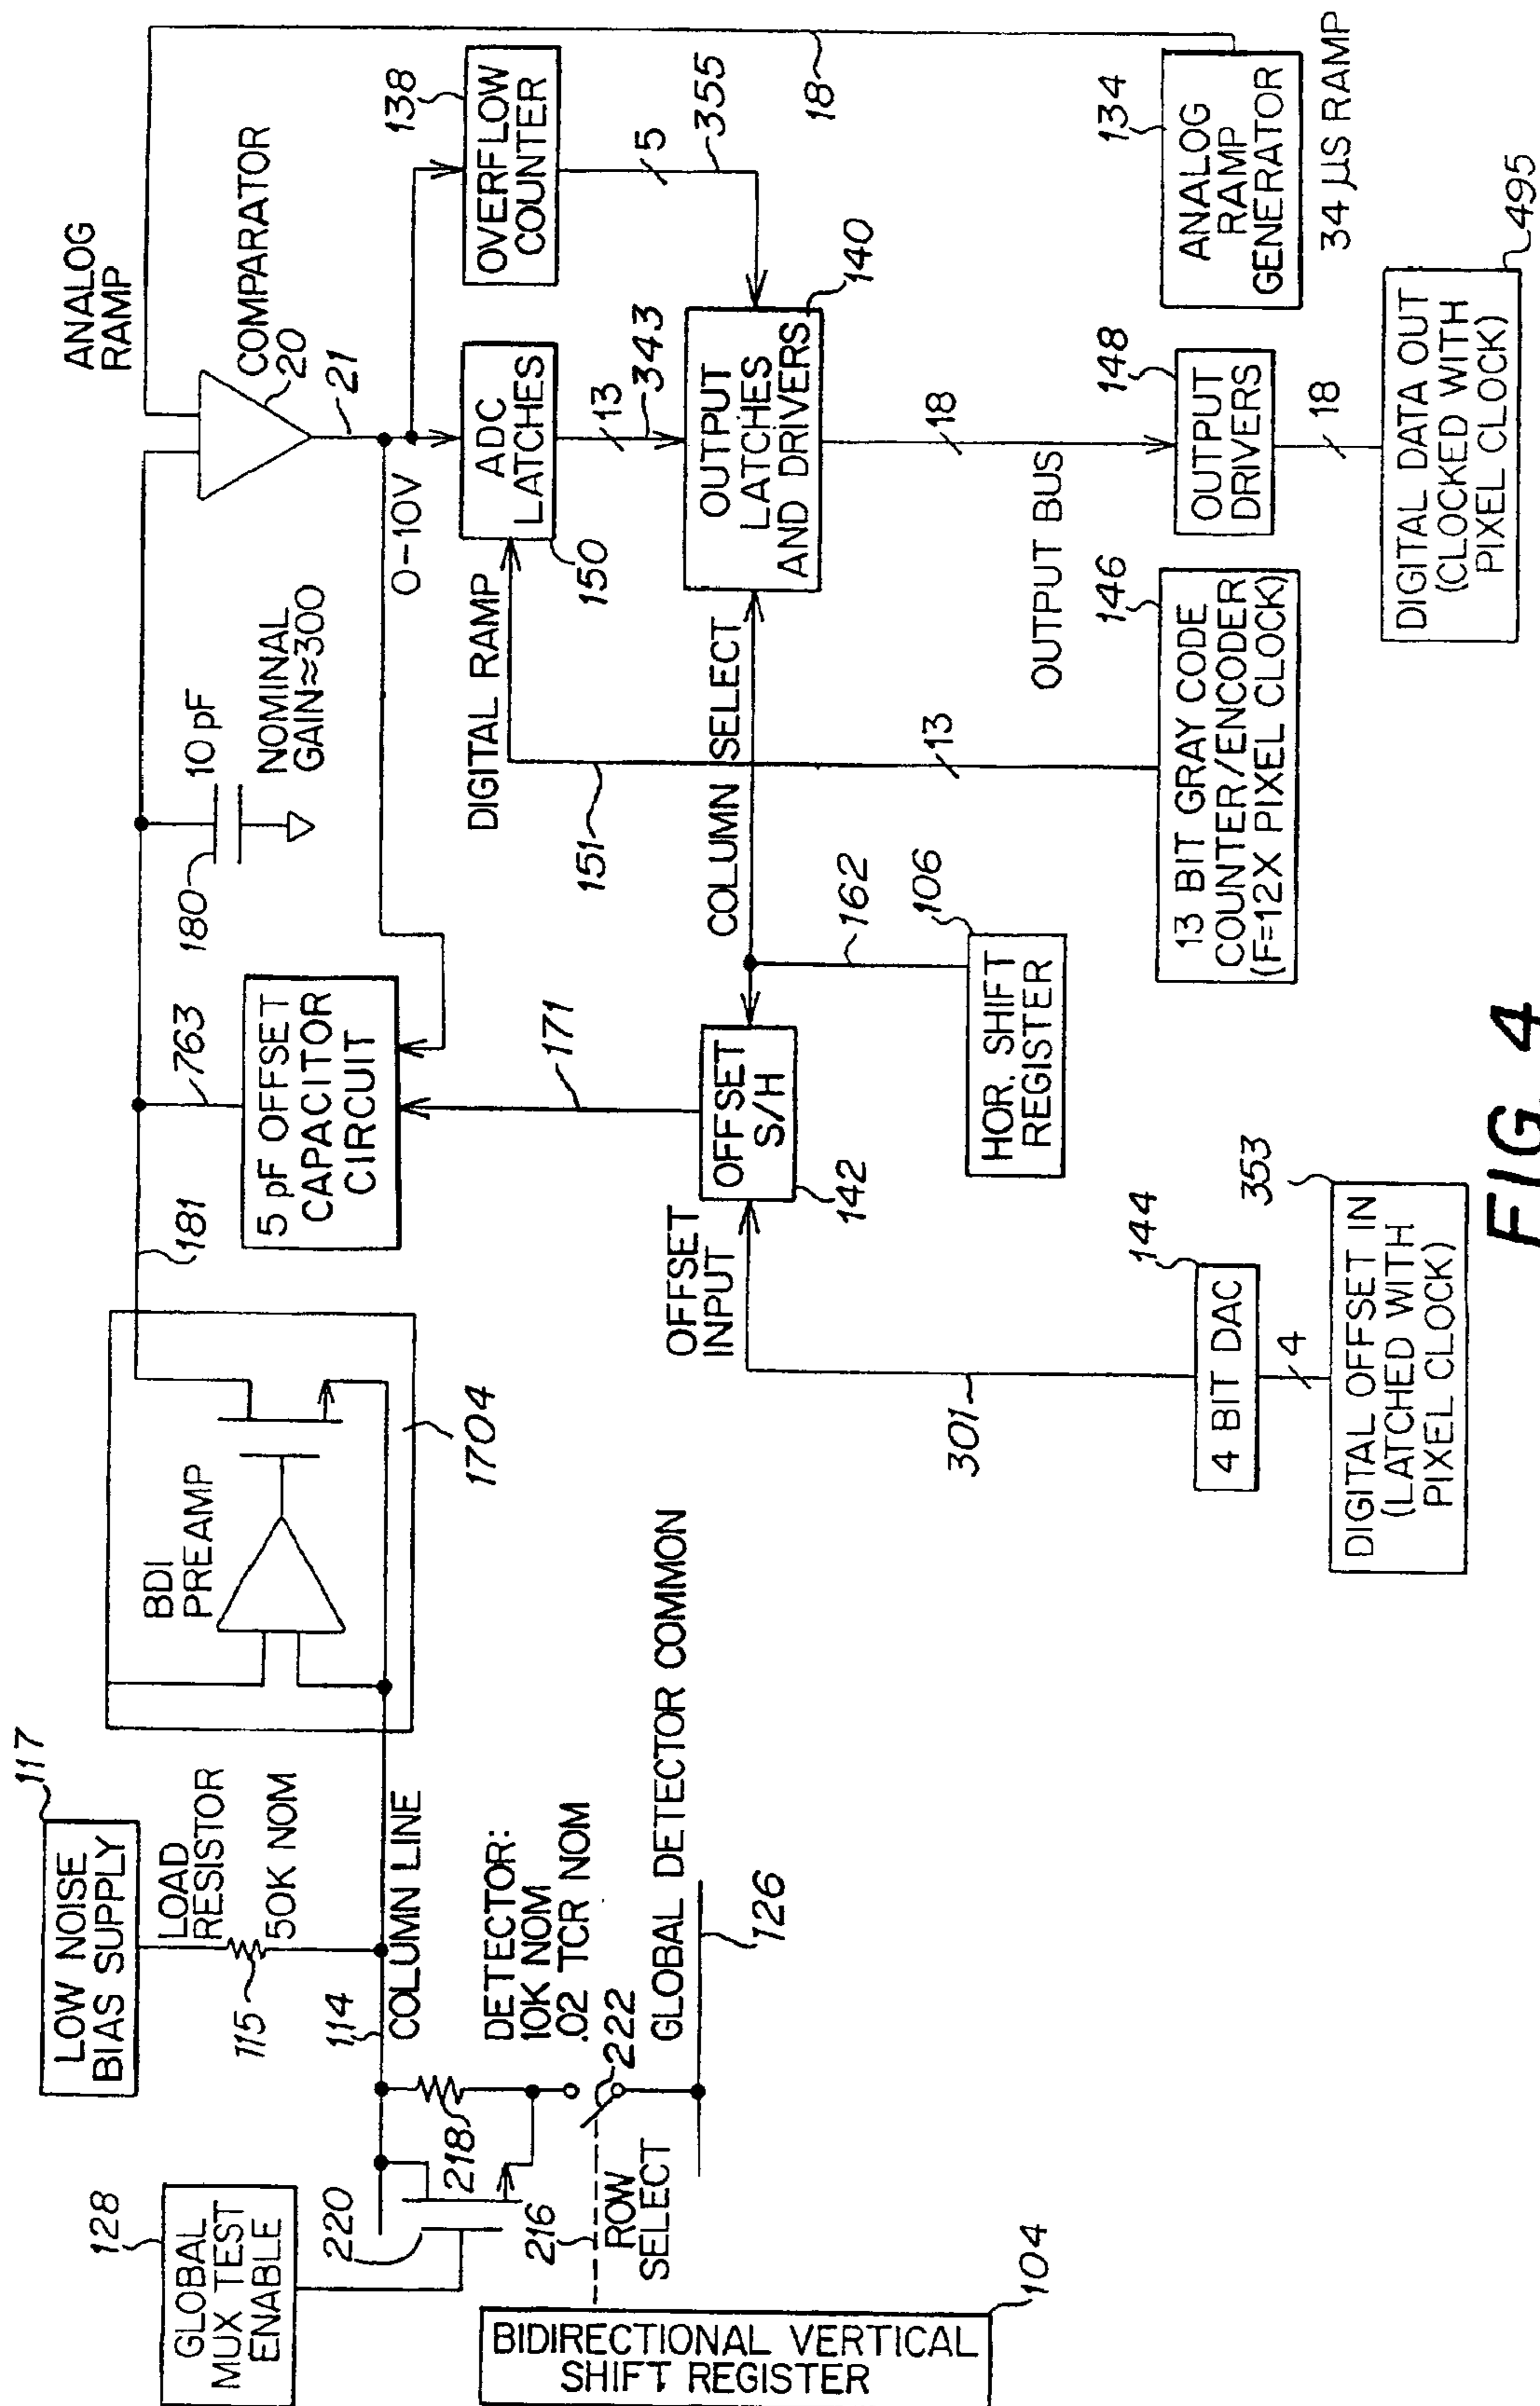 117
LOW NOISE
BIAS SUPPLY
LOAD
RESISTOR
50K NOM
115
114
COLUMN LINE
128
GLOBAL
MUX TEST
ENABLE
220
218
216
ROW
SELECT
222
DETECTOR:
10K NOM
.02 TCR NOM
GLOBAL DETECTOR COMMON
126
BIDIRECTIONAL VERTICAL
SHIFT REGISTER
104
BDI
PREAMP
1704
181
763
5 pF OFFSET
CAPACITOR
CIRCUIT
180
10 pF
NOMINAL
GAIN≈300
171
OFFSET
INPUT
OFFSET
S/H
142
301
144
4 BIT DAC
4
353
DIGITAL OFFSET IN
(LATCHED WITH
PIXEL CLOCK)
162
106
HOR. SHIFT
REGISTER
COLUMN SELECT
ANALOG
RAMP
COMPARATOR
20
21
0-10V
DIGITAL RAMP
151
13
ADC
LATCHES
150
13
343
138
OVERFLOW
COUNTER
5
355
OUTPUT
LATCHES
AND DRIVERS
140
18
OUTPUT BUS
146
13 BIT GRAY CODE
COUNTER/ENCODER
(F=12X PIXEL CLOCK)
148
OUTPUT
DRIVERS
18
DIGITAL DATA OUT
(CLOCKED WITH
PIXEL CLOCK)
495
18
134
ANALOG
RAMP
GENERATOR
34 µS RAMP
FIG. 4